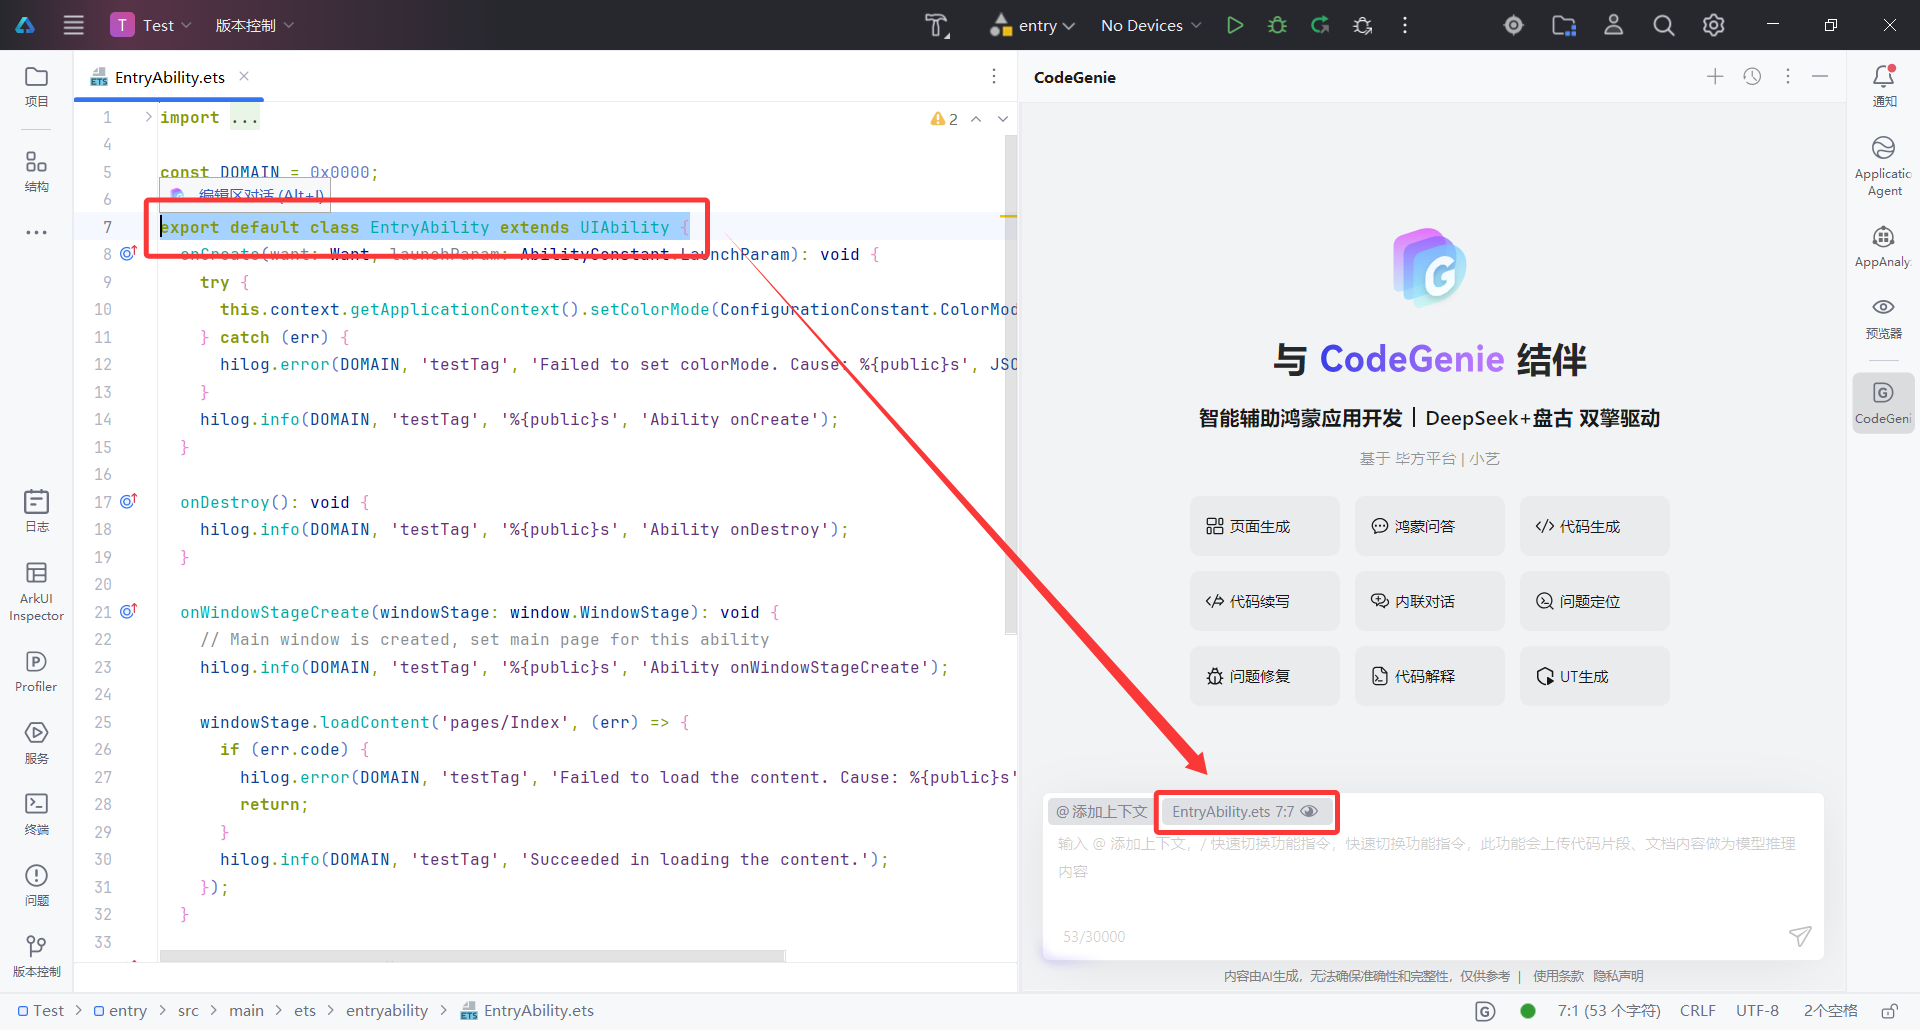 T Test 版本控制 entry No Devices
项目
结构
日志
ArkUI
Inspector
Profiler
服务
终端
问题
版本控制
EntryAbility.ets
2
1 import ...
4
5 const DOMAIN = 0x0000;
6 编辑区对话 (Alt+I)
7 export default class EntryAbility extends UIAbility {
8 onCreate(want: Want, launchParam: AbilityConstant.LaunchParam): void {
9 try {
10 this.context.getApplicationContext().setColorMode(ConfigurationConstant.ColorMod
11 } catch (err) {
12 hilog.error(DOMAIN, 'testTag', 'Failed to set colorMode. Cause: %{public}s', JSO
13 }
14 hilog.info(DOMAIN, 'testTag', '%{public}s', 'Ability onCreate');
15 }
16
17 onDestroy(): void {
18 hilog.info(DOMAIN, 'testTag', '%{public}s', 'Ability onDestroy');
19 }
20
21 onWindowStageCreate(windowStage: window.WindowStage): void {
22 // Main window is created, set main page for this ability
23 hilog.info(DOMAIN, 'testTag', '%{public}s', 'Ability onWindowStageCreate');
24
25 windowStage.loadContent('pages/Index', (err) => {
26 if (err.code) {
27 hilog.error(DOMAIN, 'testTag', 'Failed to load the content. Cause: %{public}s'
28 return;
29 }
30 hilog.info(DOMAIN, 'testTag', 'Succeeded in loading the content.');
31 });
32 }
33
CodeGenie
G
与 CodeGenie 结伴
智能辅助鸿蒙应用开发丨DeepSeek+盘古 双擎驱动
基于 毕方平台 | 小艺
页面生成 鸿蒙问答 代码生成
代码续写 内联对话 问题定位
问题修复 代码解释 UT生成
@ 添加上下文 EntryAbility.ets 7:7
输入 @ 添加上下文，/ 快速切换功能指令，快速切换功能指令，此功能会上传代码片段、文档内容做为模型推理
内容
53/30000
内容由AI生成，无法确保准确性和完整性，仅供参考 | 使用条款 隐私声明
通知
Applicatic
Agent
AppAnaly
预览器
CodeGeni
Test > entry > src > main > ets > entryability > EntryAbility.ets
7:1 (53 个字符) CRLF UTF-8 2个空格